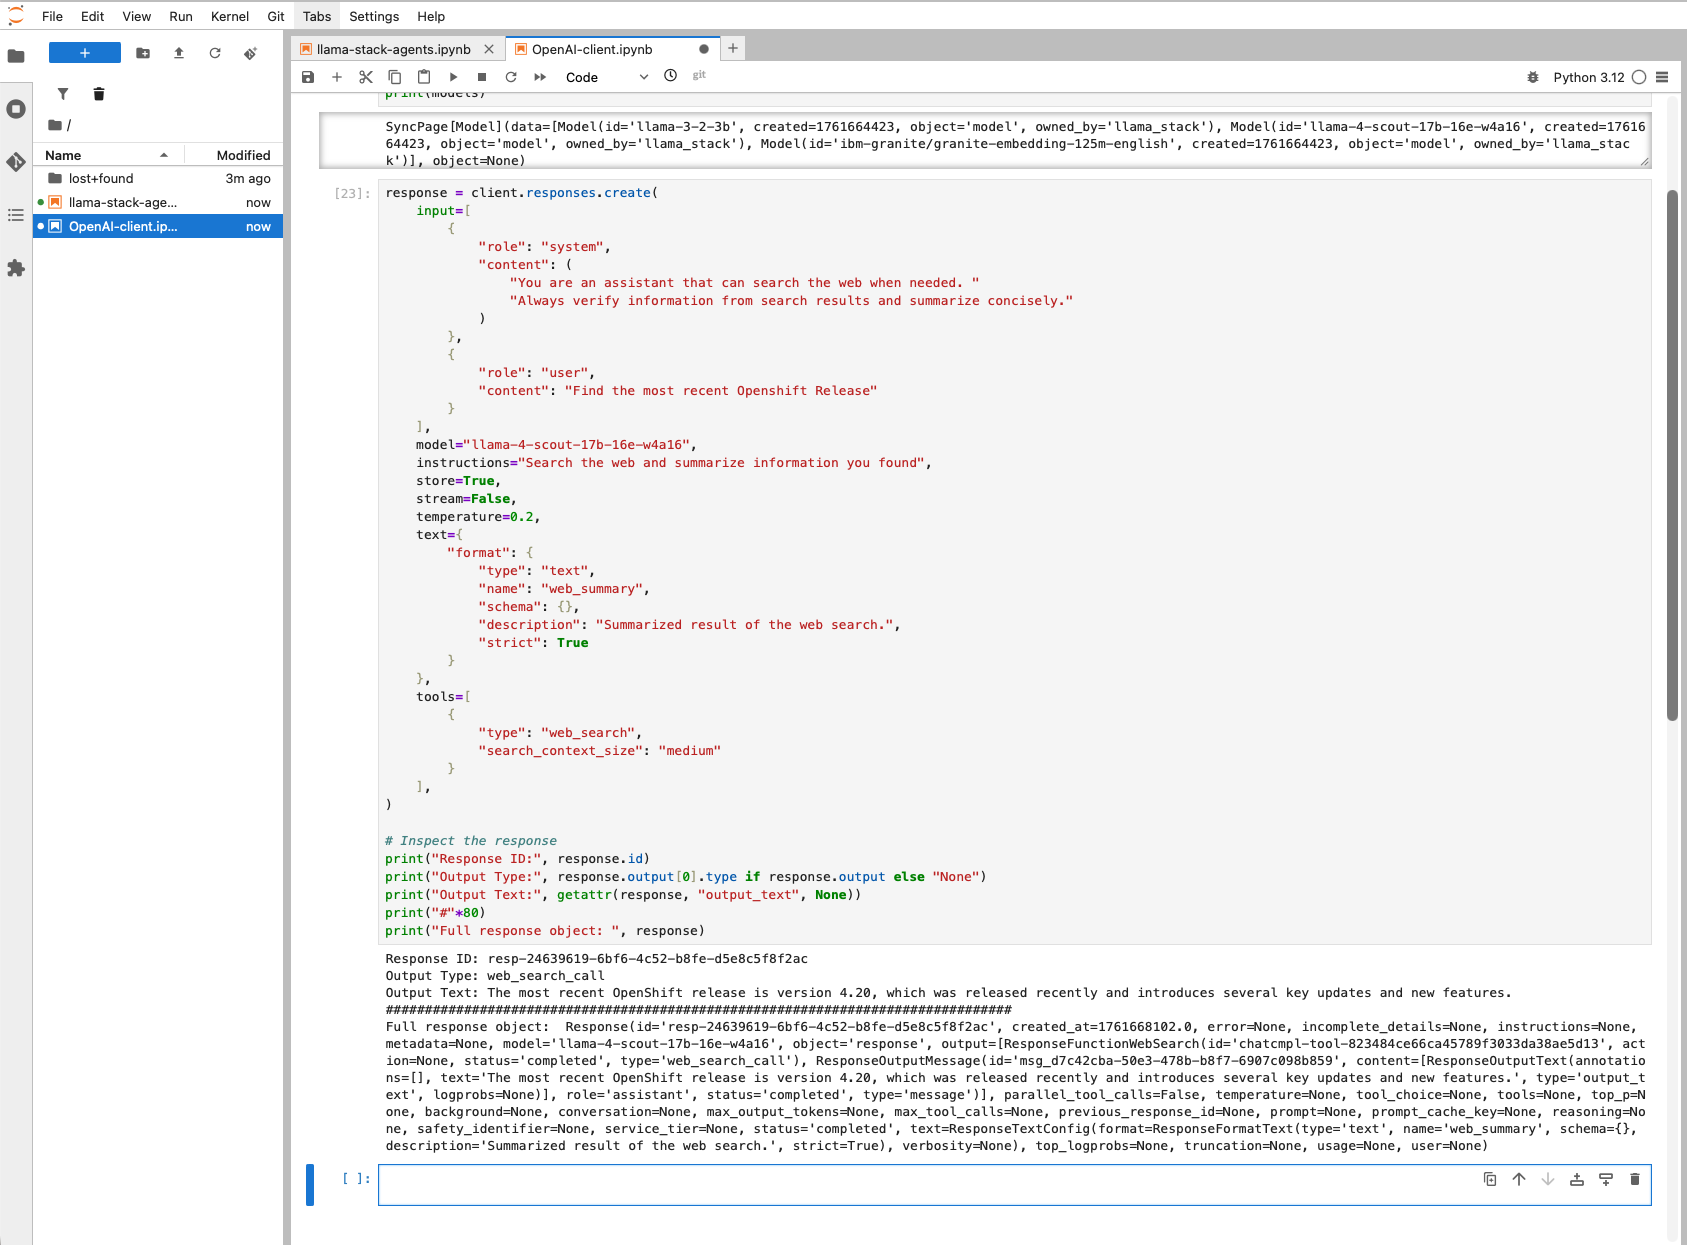 File Edit View Run Kernel Git Tabs Settings Help
llama-stack-agents.ipynb
OpenAI-client.ipynb
Code
git
Python 3.12
/
Name Modified
lost+found 3m ago
llama-stack-age... now
OpenAI-client.ip... now
print(models)
SyncPage[Model](data=[Model(id='llama-3-2-3b', created=1761664423, object='model', owned_by='llama_stack'), Model(id='llama-4-scout-17b-16e-w4a16', created=17616
64423, object='model', owned_by='llama_stack'), Model(id='ibm-granite/granite-embedding-125m-english', created=1761664423, object='model', owned_by='llama_stac
k')], object=None)
[23]:
response = client.responses.create(
    input=[
        {
            "role": "system",
            "content": (
                "You are an assistant that can search the web when needed. "
                "Always verify information from search results and summarize concisely."
            )
        },
        {
            "role": "user",
            "content": "Find the most recent Openshift Release"
        }
    ],
    model="llama-4-scout-17b-16e-w4a16",
    instructions="Search the web and summarize information you found",
    store=True,
    stream=False,
    temperature=0.2,
    text={
        "format": {
            "type": "text",
            "name": "web_summary",
            "schema": {},
            "description": "Summarized result of the web search.",
            "strict": True
        }
    },
    tools=[
        {
            "type": "web_search",
            "search_context_size": "medium"
        }
    ],
)
# Inspect the response
print("Response ID:", response.id)
print("Output Type:", response.output[0].type if response.output else "None")
print("Output Text:", getattr(response, "output_text", None))
print("#"*80)
print("Full response object: ", response)
Response ID: resp-24639619-6bf6-4c52-b8fe-d5e8c5f8f2ac
Output Type: web_search_call
Output Text: The most recent OpenShift release is version 4.20, which was released recently and introduces several key updates and new features.
################################################################################
Full response object:  Response(id='resp-24639619-6bf6-4c52-b8fe-d5e8c5f8f2ac', created_at=1761668102.0, error=None, incomplete_details=None, instructions=None,
metadata=None, model='llama-4-scout-17b-16e-w4a16', object='response', output=[ResponseFunctionWebSearch(id='chatcmpl-tool-823484ce66ca45789f3033da38ae5d13', act
ion=None, status='completed', type='web_search_call'), ResponseOutputMessage(id='msg_d7c42cba-50e3-478b-b8f7-6907c098b859', content=[ResponseOutputText(annotatio
ns=[], text='The most recent OpenShift release is version 4.20, which was released recently and introduces several key updates and new features.', type='output_t
ext', logprobs=None)], role='assistant', status='completed', type='message')], parallel_tool_calls=False, temperature=None, tool_choice=None, tools=None, top_p=N
one, background=None, conversation=None, max_output_tokens=None, max_tool_calls=None, previous_response_id=None, prompt=None, prompt_cache_key=None, reasoning=No
ne, safety_identifier=None, service_tier=None, status='completed', text=ResponseTextConfig(format=ResponseFormatText(type='text', name='web_summary', schema={},
description='Summarized result of the web search.', strict=True), verbosity=None), top_logprobs=None, truncation=None, usage=None, user=None)
[ ]: